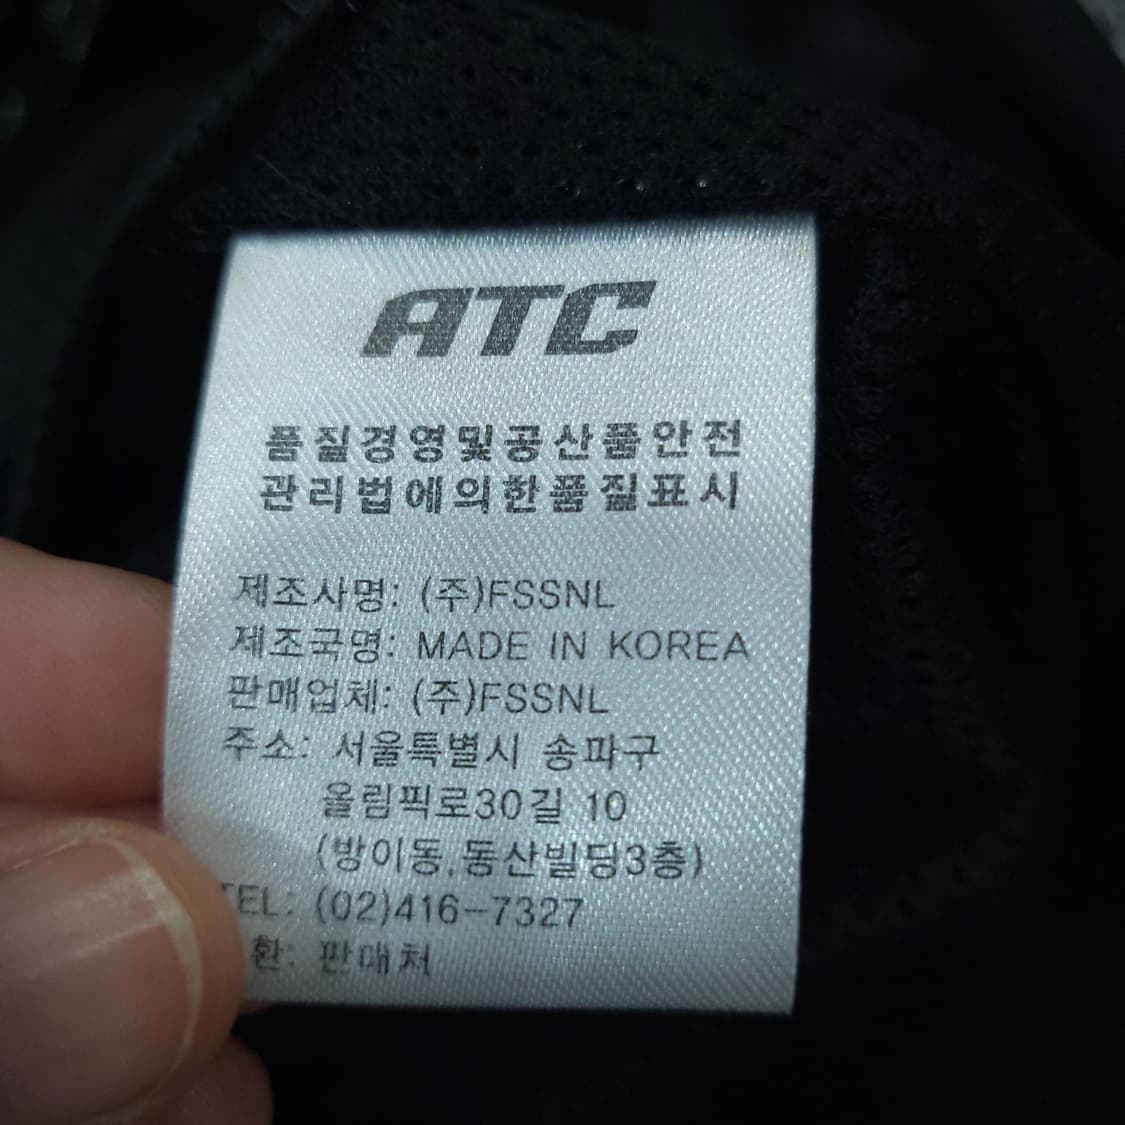 ATC
품질경영및공산품안전
관리법에의한품질표시
제조사명: (주)FSSNL
제조국명: MADE IN KOREA
판매업체: (주)FSSNL
주소: 서울특별시 송파구
올림픽로30길 10
(방이동,동산빌딩3층)
TEL: (02)416-7327
환: 판매처